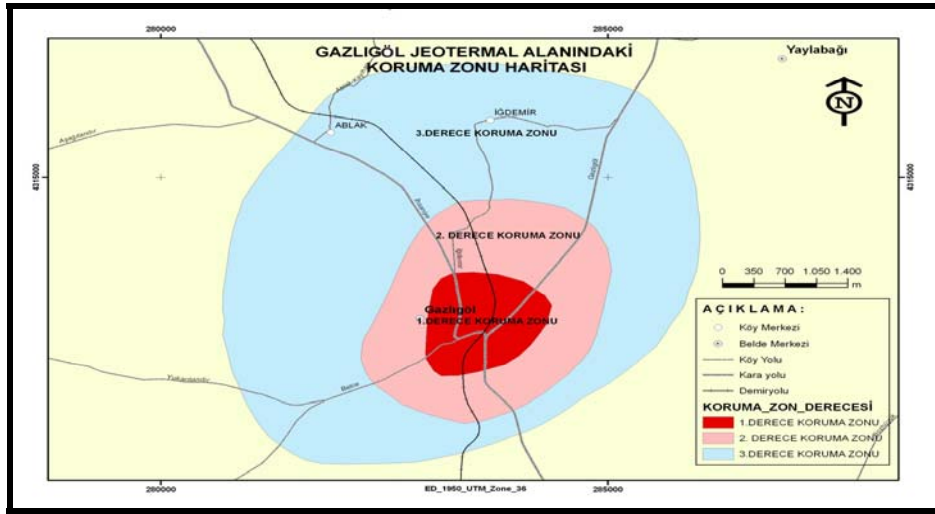 280000
285000
GAZLIGÖL JEOTERMAL ALANINDAKİ
KORUMA ZONU HARİTASI
Yaylabağı
N
ABLAK
İĞDEMİR
3.DERECE KORUMA ZONU
4315000
4315000
Gazlıgöl
2. DERECE KORUMA ZONU
0 350 700 1.050 1.400
m
Gazlıgöl
1.DERECE KORUMA ZONU
AÇIKLAMA:
Köy Merkezi
Belde Merkezi
Köy Yolu
Kara yolu
Demiryolu
KORUMA_ZON_DERECESİ
1.DERECE KORUMA ZONU
2. DERECE KORUMA ZONU
3.DERECE KORUMA ZONU
280000
ED_1950_UTM_Zone_36
285000